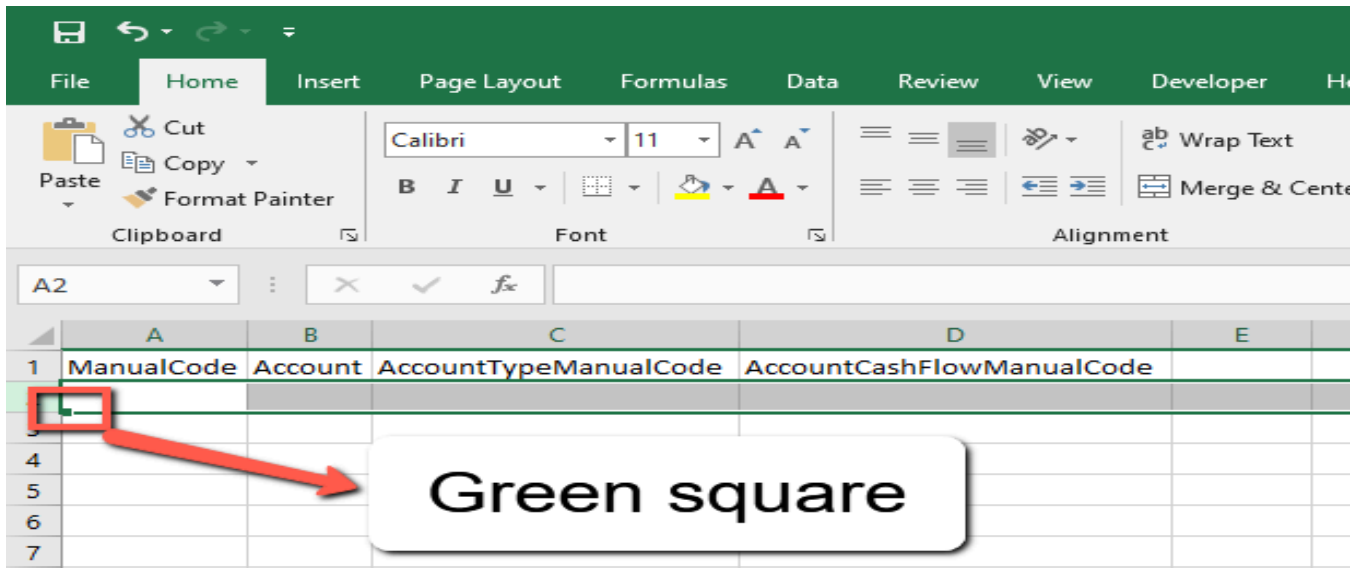 File Home Insert Page Layout Formulas Data Review View Developer
Cut
Calibri 11 A A ab Wrap Text
Copy
Paste
B I U A Merge & Cente
Format Painter
Clipboard Font Alignment
A2 fx
A B C D E
1 ManualCode Account AccountTypeManualCode AccountCashFlowManualCode
4
5
6
7
Green square